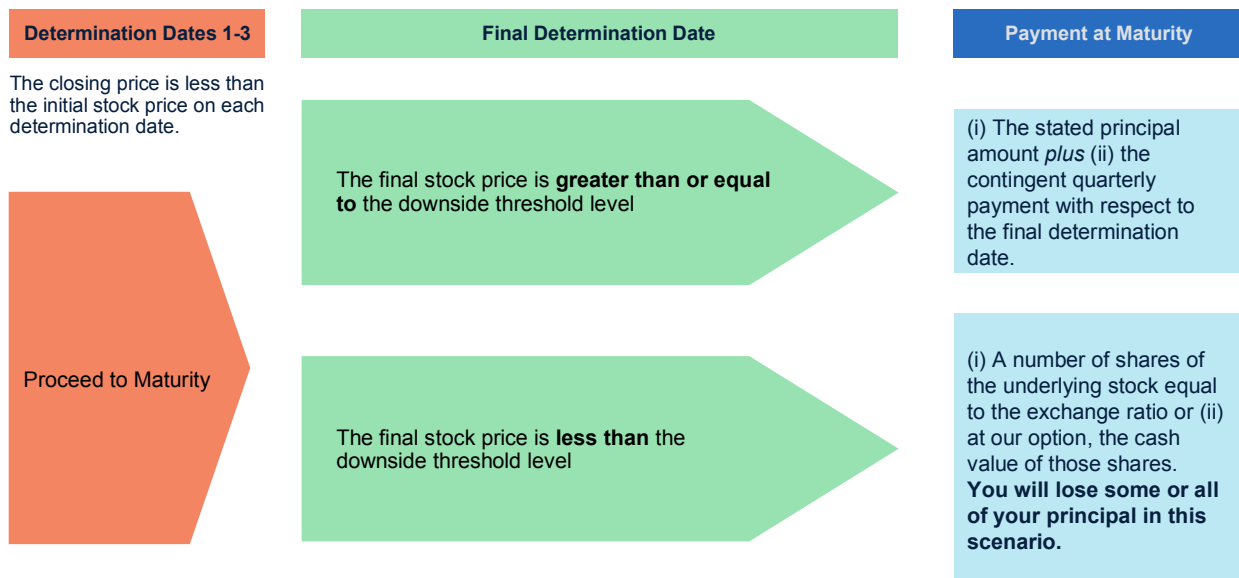 Determination Dates 1-3
Final Determination Date
Payment at Maturity
The closing price is less than
the initial stock price on each
determination date.
Proceed to Maturity
The final stock price is greater than or equal
to the downside threshold level
(i) The stated principal
amount plus (ii) the
contingent quarterly
payment with respect to
the final determination
date.
The final stock price is less than the
downside threshold level
(i) A number of shares of
the underlying stock equal
to the exchange ratio or (ii)
at our option, the cash
value of those shares.
You will lose some or all
of your principal in this
scenario.